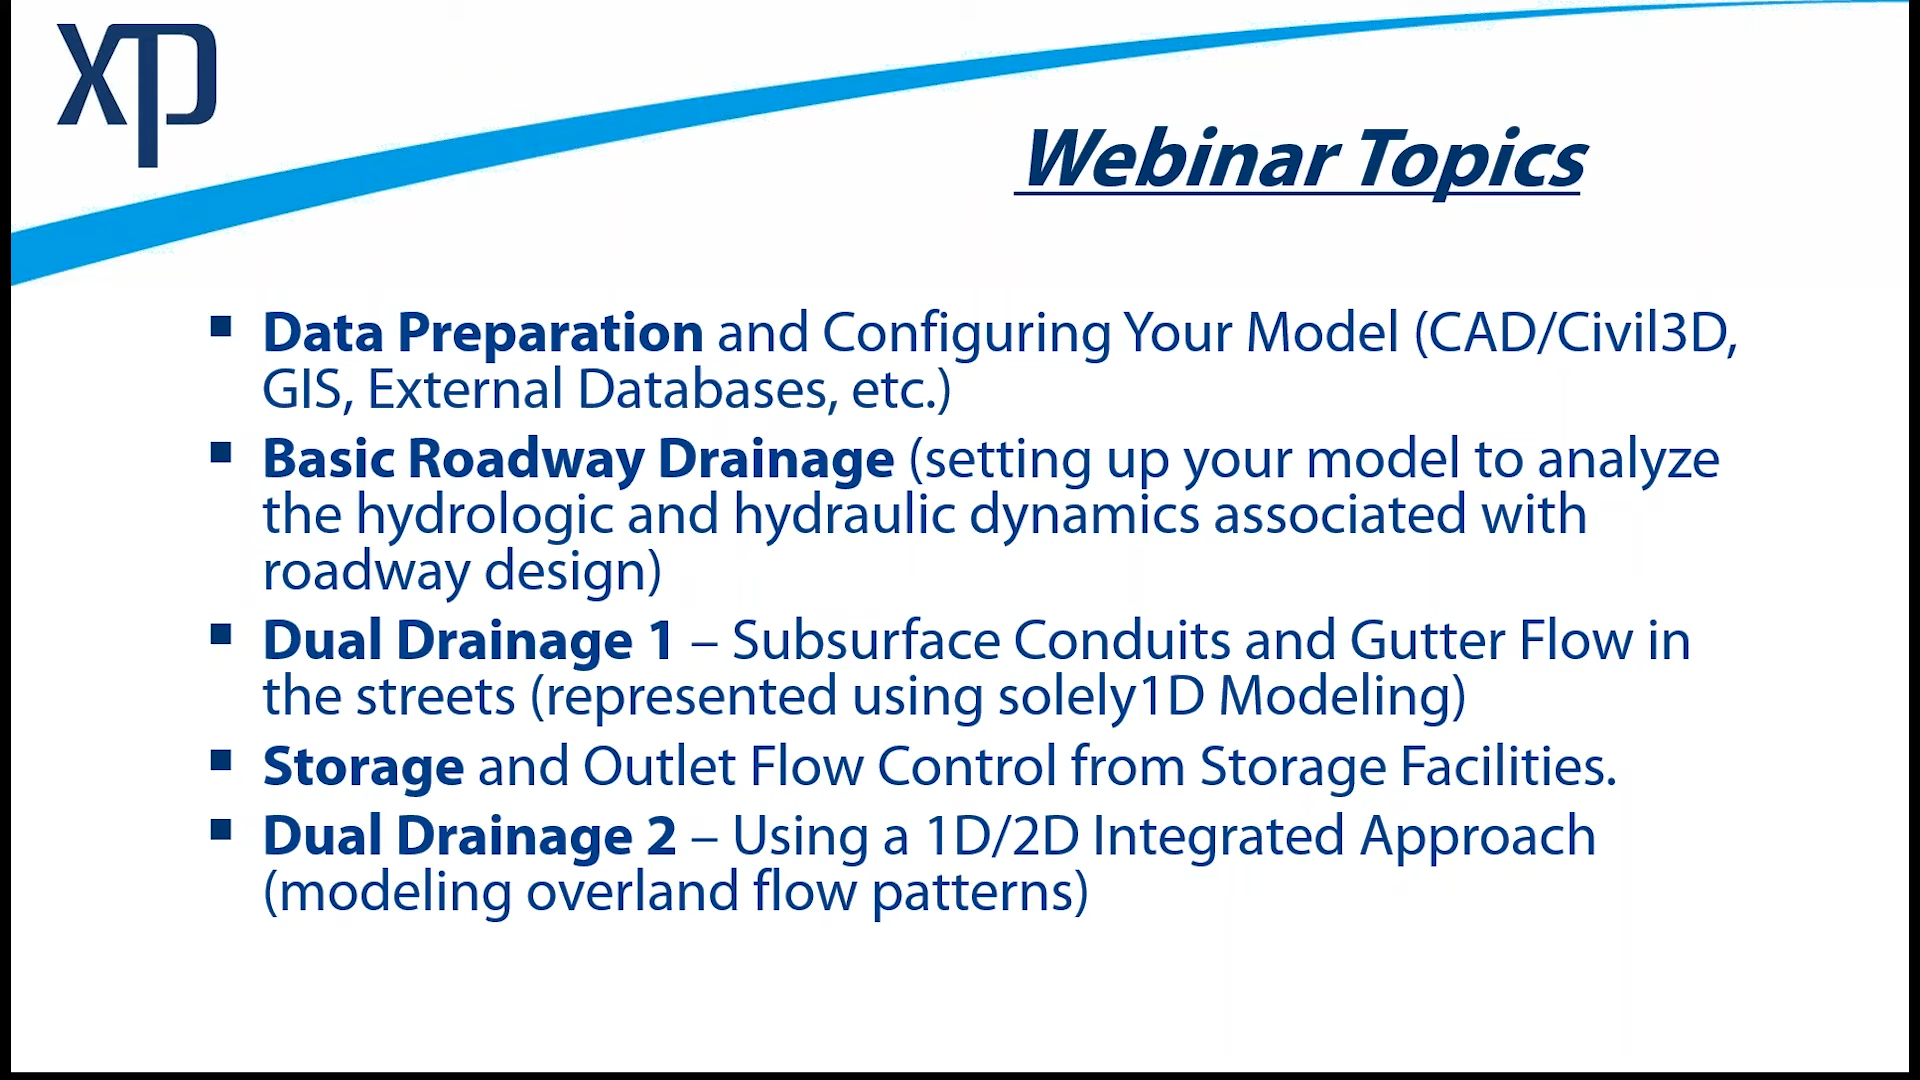 xp
Webinar Topics
▪ Data Preparation and Configuring Your Model (CAD/Civil3D,
GIS, External Databases, etc.)
▪ Basic Roadway Drainage (setting up your model to analyze
the hydrologic and hydraulic dynamics associated with
roadway design)
▪ Dual Drainage 1 – Subsurface Conduits and Gutter Flow in
the streets (represented using solely1D Modeling)
▪ Storage and Outlet Flow Control from Storage Facilities.
▪ Dual Drainage 2 – Using a 1D/2D Integrated Approach
(modeling overland flow patterns)